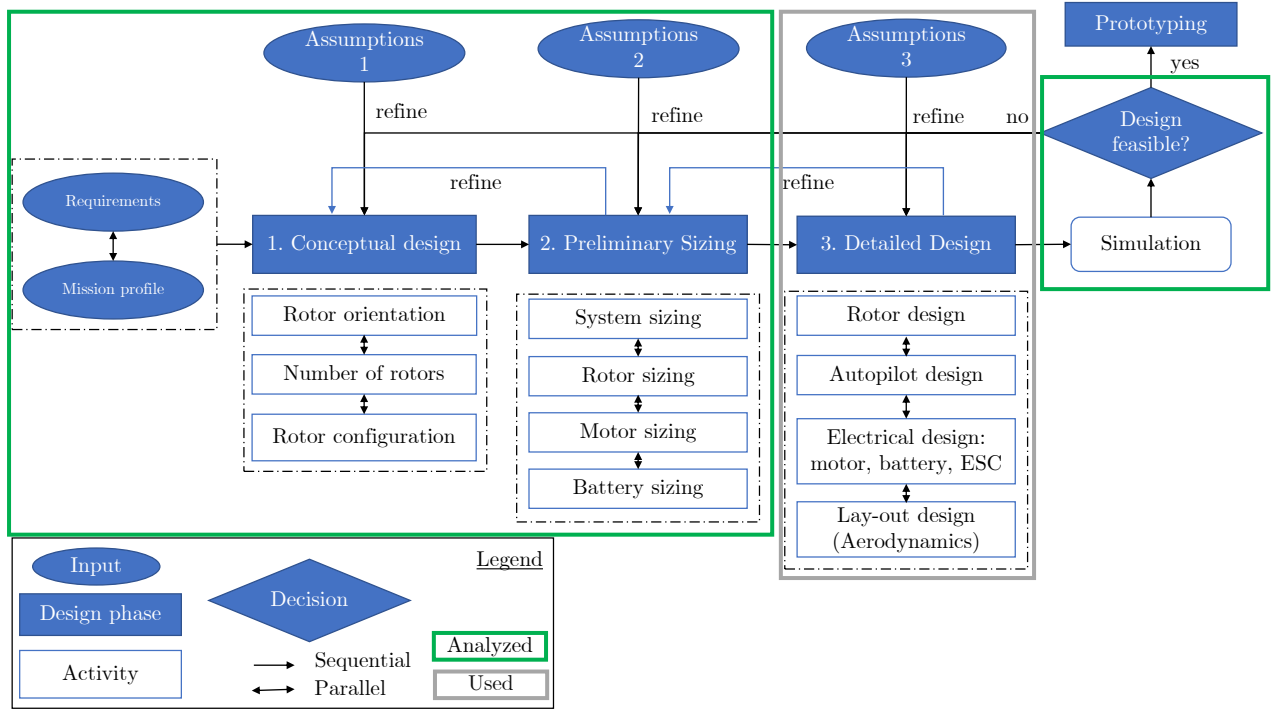 Assumptions
1
Assumptions
2
Assumptions
3
Prototyping
yes
refine
refine
refine
no
Design
feasible?
refine
refine
Requirements
Mission profile
1. Conceptual design
2. Preliminary Sizing
3. Detailed Design
Simulation
Rotor orientation
Number of rotors
Rotor configuration
System sizing
Rotor sizing
Motor sizing
Battery sizing
Rotor design
Autopilot design
Electrical design:
motor, battery, ESC
Lay-out design
(Aerodynamics)
Legend
Input
Design phase
Activity
Decision
Sequential
Parallel
Analyzed
Used